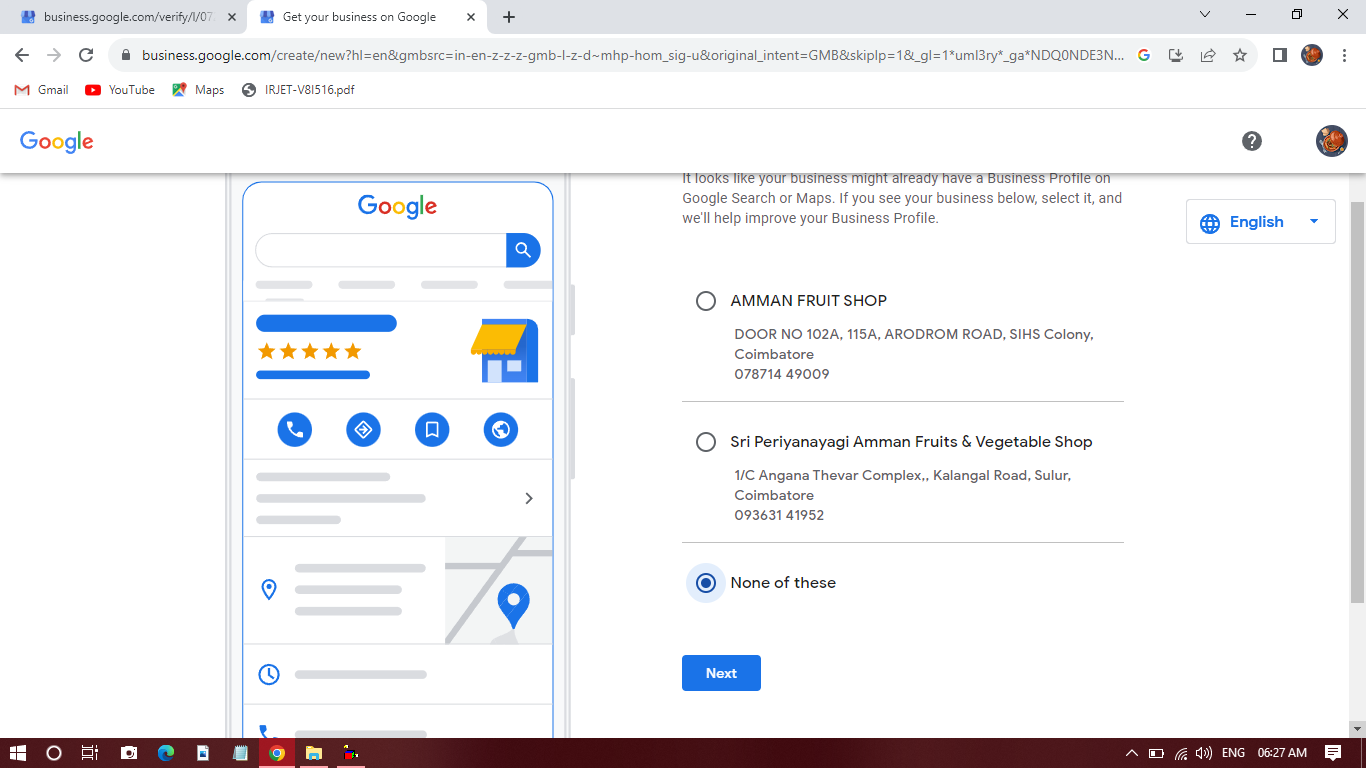 business.google.com/verify/l/07
Get your business on Google
business.google.com/create/new?hl=en&gmbsrc=in-en-z-z-z-gmb-l-z-d~mhp-hom_sig-u&original_intent=GMB&skiplp=1&_gl=1*uml3ry*_ga*NDQ0NDE3N...
Gmail
YouTube
Maps
IRJET-V8I516.pdf
Google
Google
It looks like your business might already have a Business Profile on
Google Search or Maps. If you see your business below, select it, and
we'll help improve your Business Profile.
English
AMMAN FRUIT SHOP
DOOR NO 102A, 115A, ARODROM ROAD, SIHS Colony,
Coimbatore
078714 49009
Sri Periyanayagi Amman Fruits & Vegetable Shop
1/C Angana Thevar Complex,, Kalangal Road, Sulur,
Coimbatore
093631 41952
None of these
Next
ENG
06:27 AM